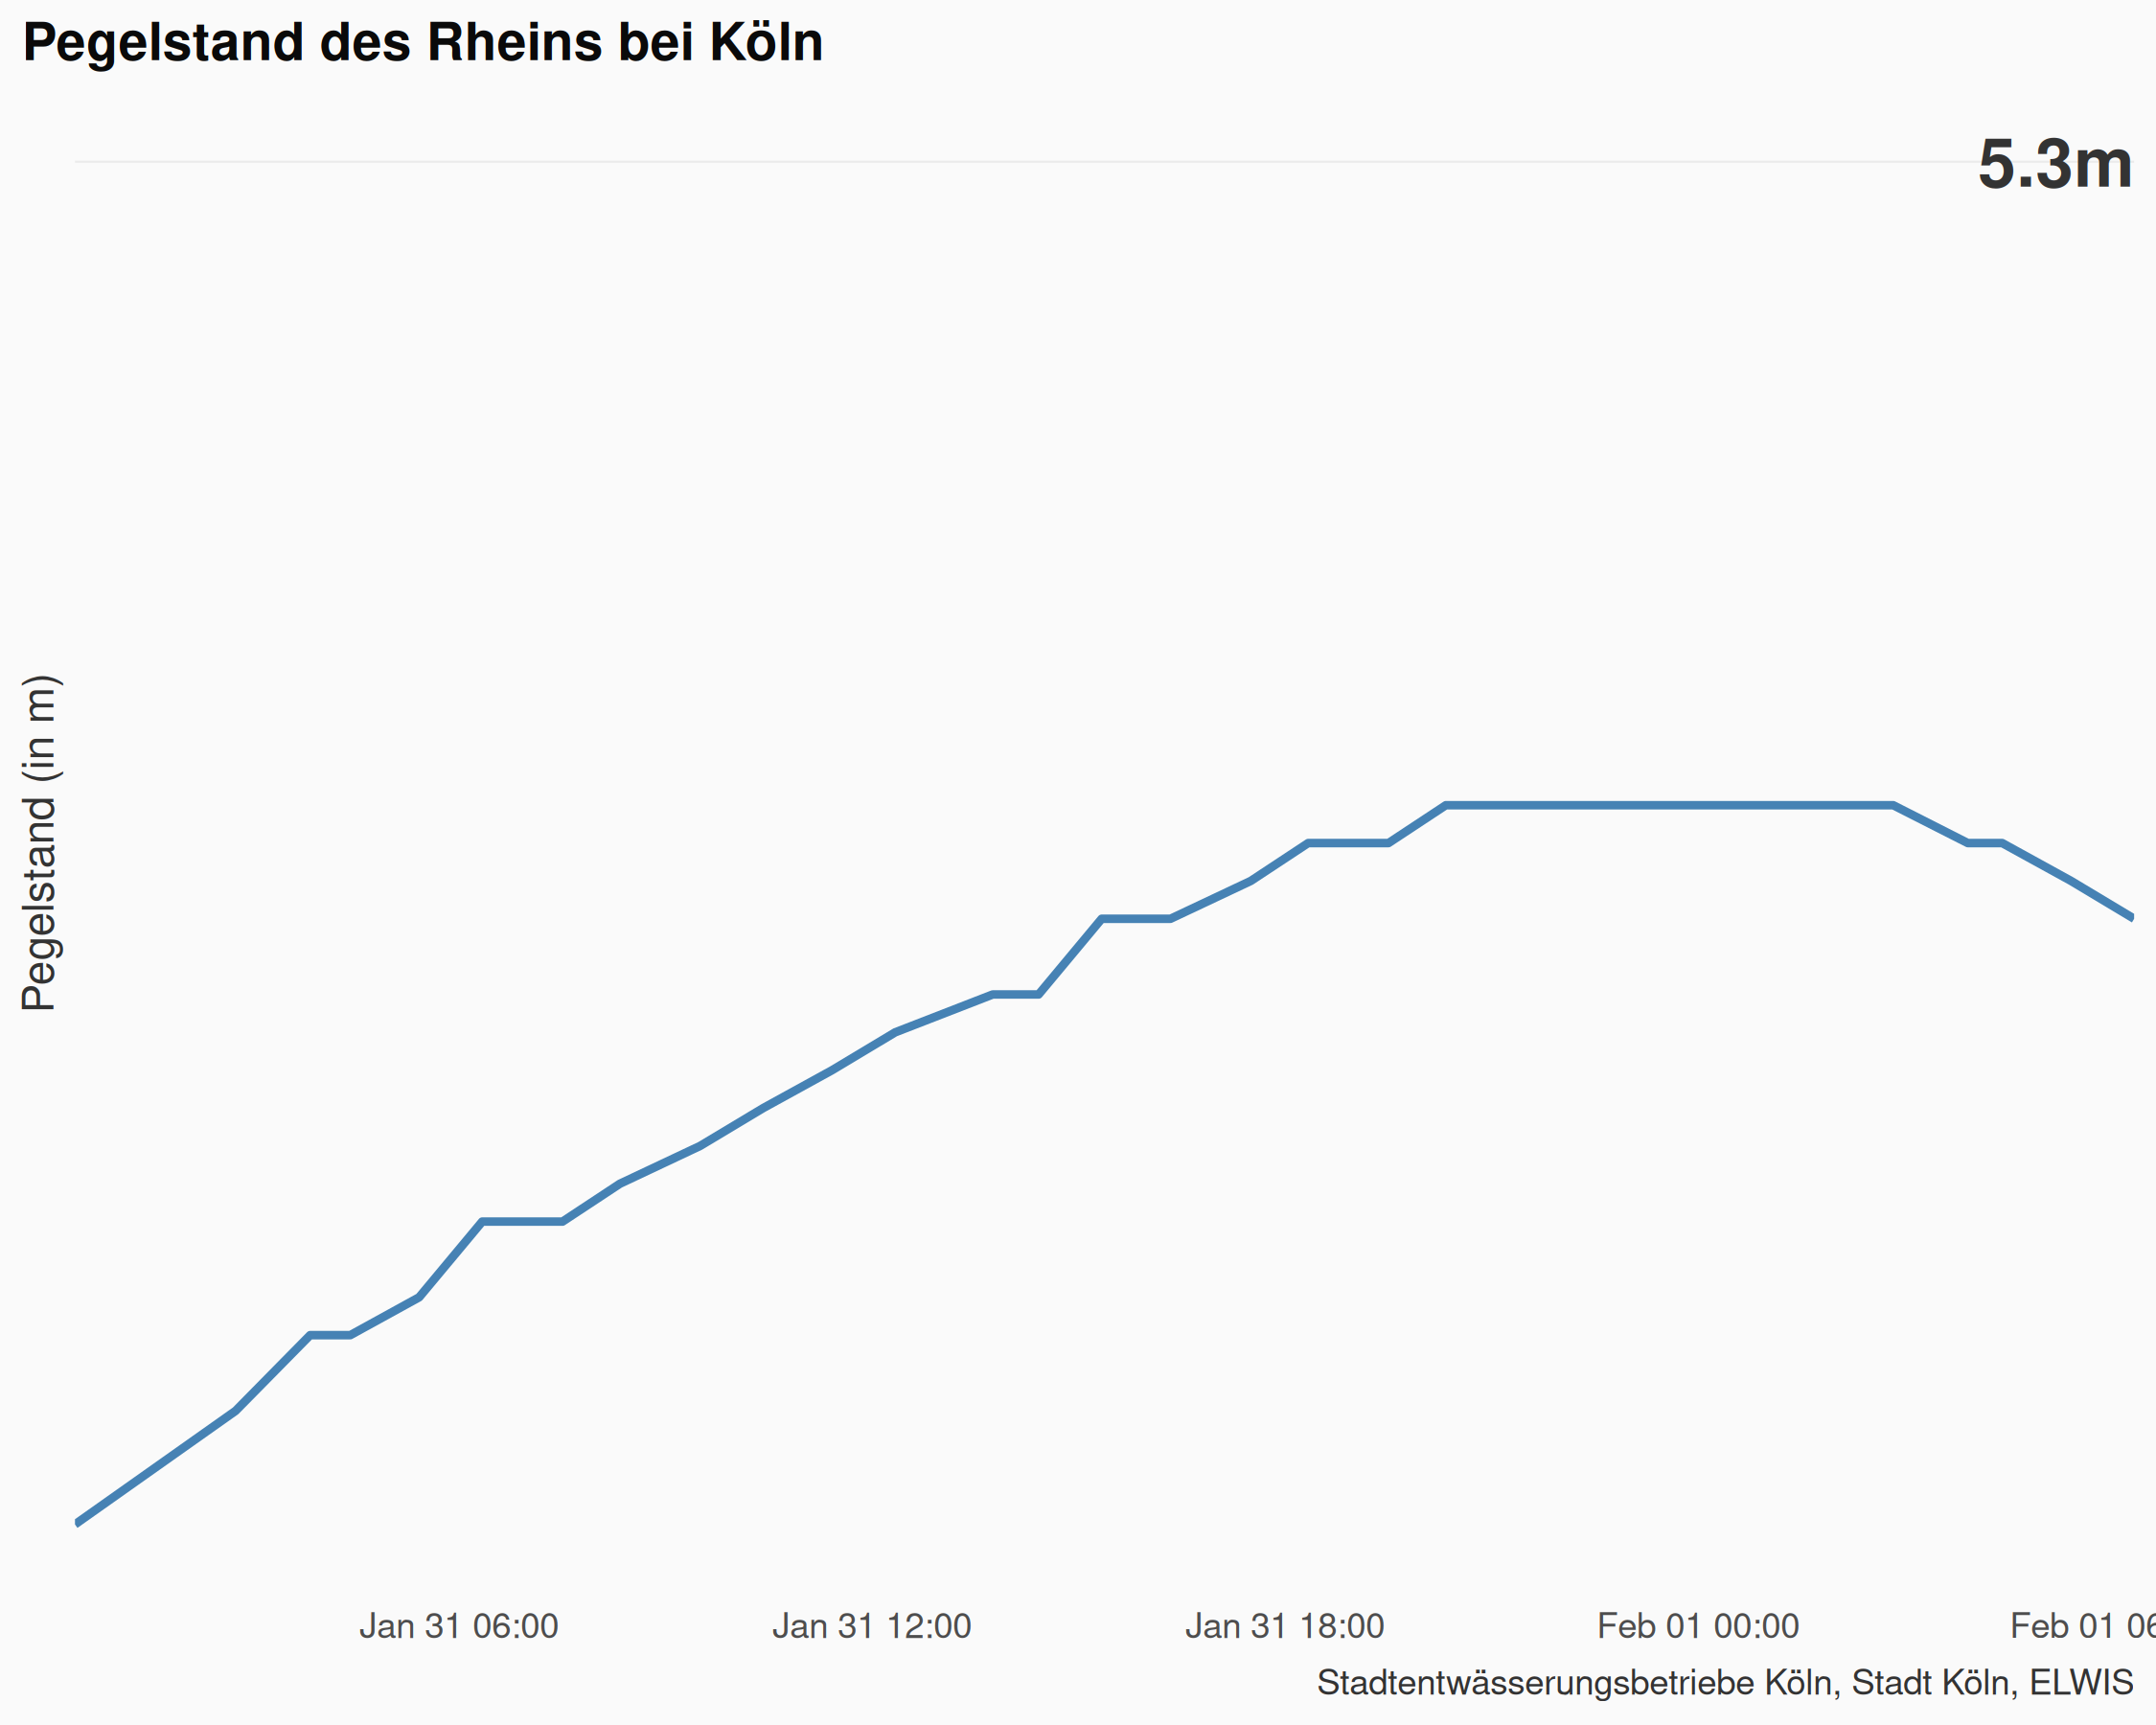 Pegelstand des Rheins bei Köln
5.3m
Pegelstand (in m)
Jan 31 06:00 Jan 31 12:00 Jan 31 18:00 Feb 01 00:00 Feb 01 06
Stadtentwässerungsbetriebe Köln, Stadt Köln, ELWIS